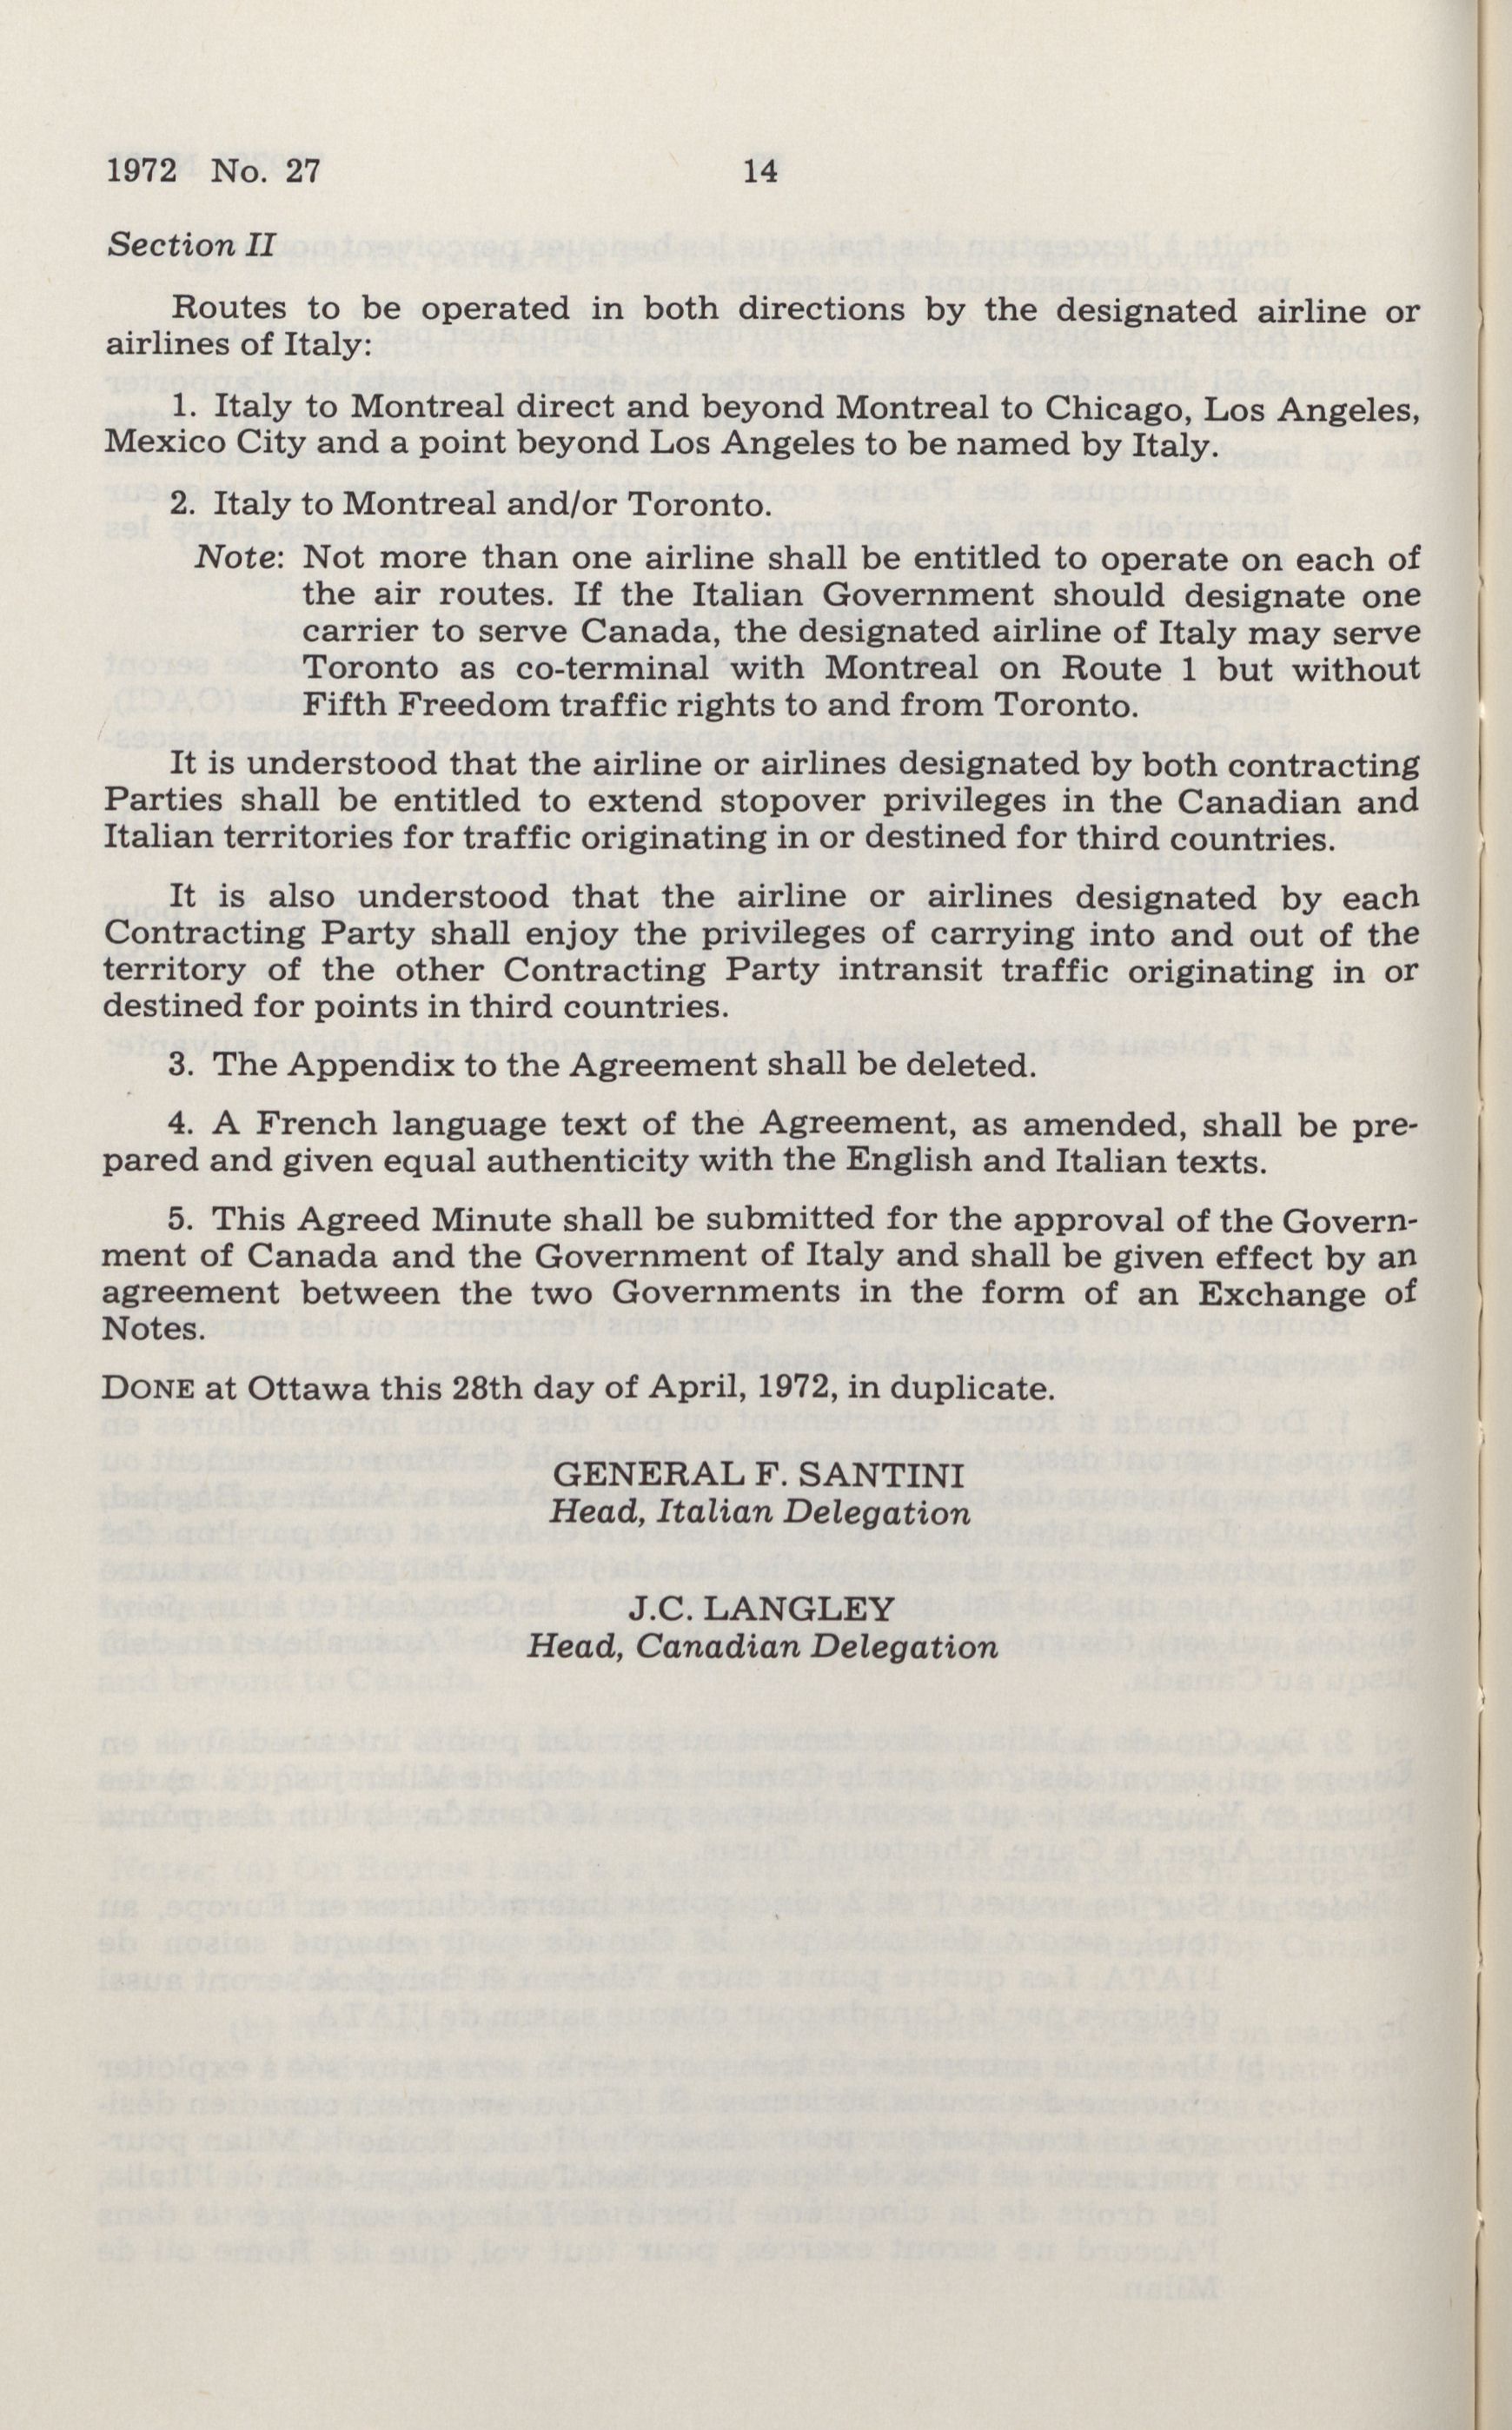 1972 No. 27
14
Section II
Routes to be operated in both directions by the designated airline or
airlines of Italy:
1. Italy to Montreal direct and beyond Montreal to Chicago, Los Angeles,
Mexico City and a point beyond Los Angeles to be named by Italy.
2. Italy to Montreal and/or Toronto.
Note: Not more than one airline shall be entitled to operate on each of
the air routes. If the Italian Government should designate one
carrier to serve Canada, the designated airline of Italy may serve
Toronto as co-terminal with Montreal on Route 1 but without
Fifth Freedom traffic rights to and from Toronto.
It is understood that the airline or airlines designated by both contracting
Parties shall be entitled to extend stopover privileges in the Canadian and
Italian territories for traffic originating in or destined for third countries.
It is also understood that the airline or airlines designated by each
Contracting Party shall enjoy the privileges of carrying into and out of the
territory of the other Contracting Party intransit traffic originating in or
destined for points in third countries.
3. The Appendix to the Agreement shall be deleted.
4. A French language text of the Agreement, as amended, shall be pre-
pared and given equal authenticity with the English and Italian texts.
5. This Agreed Minute shall be submitted for the approval of the Govern-
ment of Canada and the Government of Italy and shall be given effect by an
agreement between the two Governments in the form of an Exchange of
Notes.
DONE at Ottawa this 28th day of April, 1972, in duplicate.
GENERAL F. SANTINI
Head, Italian Delegation
J.C. LANGLEY
Head, Canadian Delegation